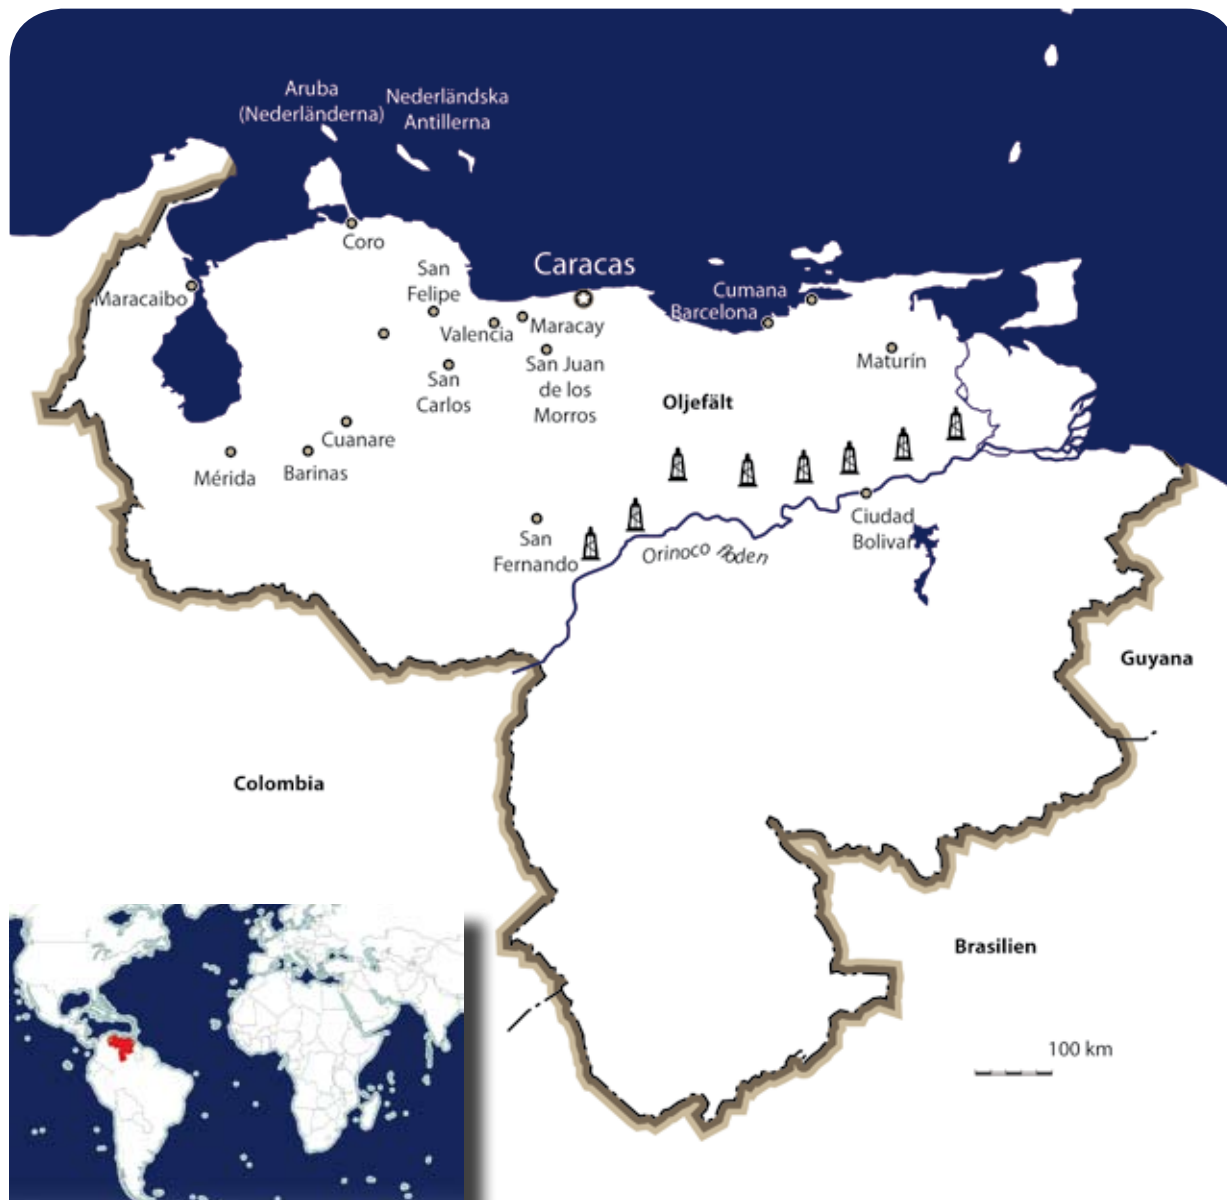 Aruba
(Nederländerna)
Nederländska
Antillerna
Coro
Caracas
San
Felipe
Maracaibo
Cumana
Barcelona
Valencia
Maracay
Maturín
San
Carlos
San Juan
de los
Morros
Oljefält
Cuanare
Mérida
Barinas
San
Fernando
Orinoco floden
Ciudad
Bolivar
Guyana
Colombia
Brasilien
100 km